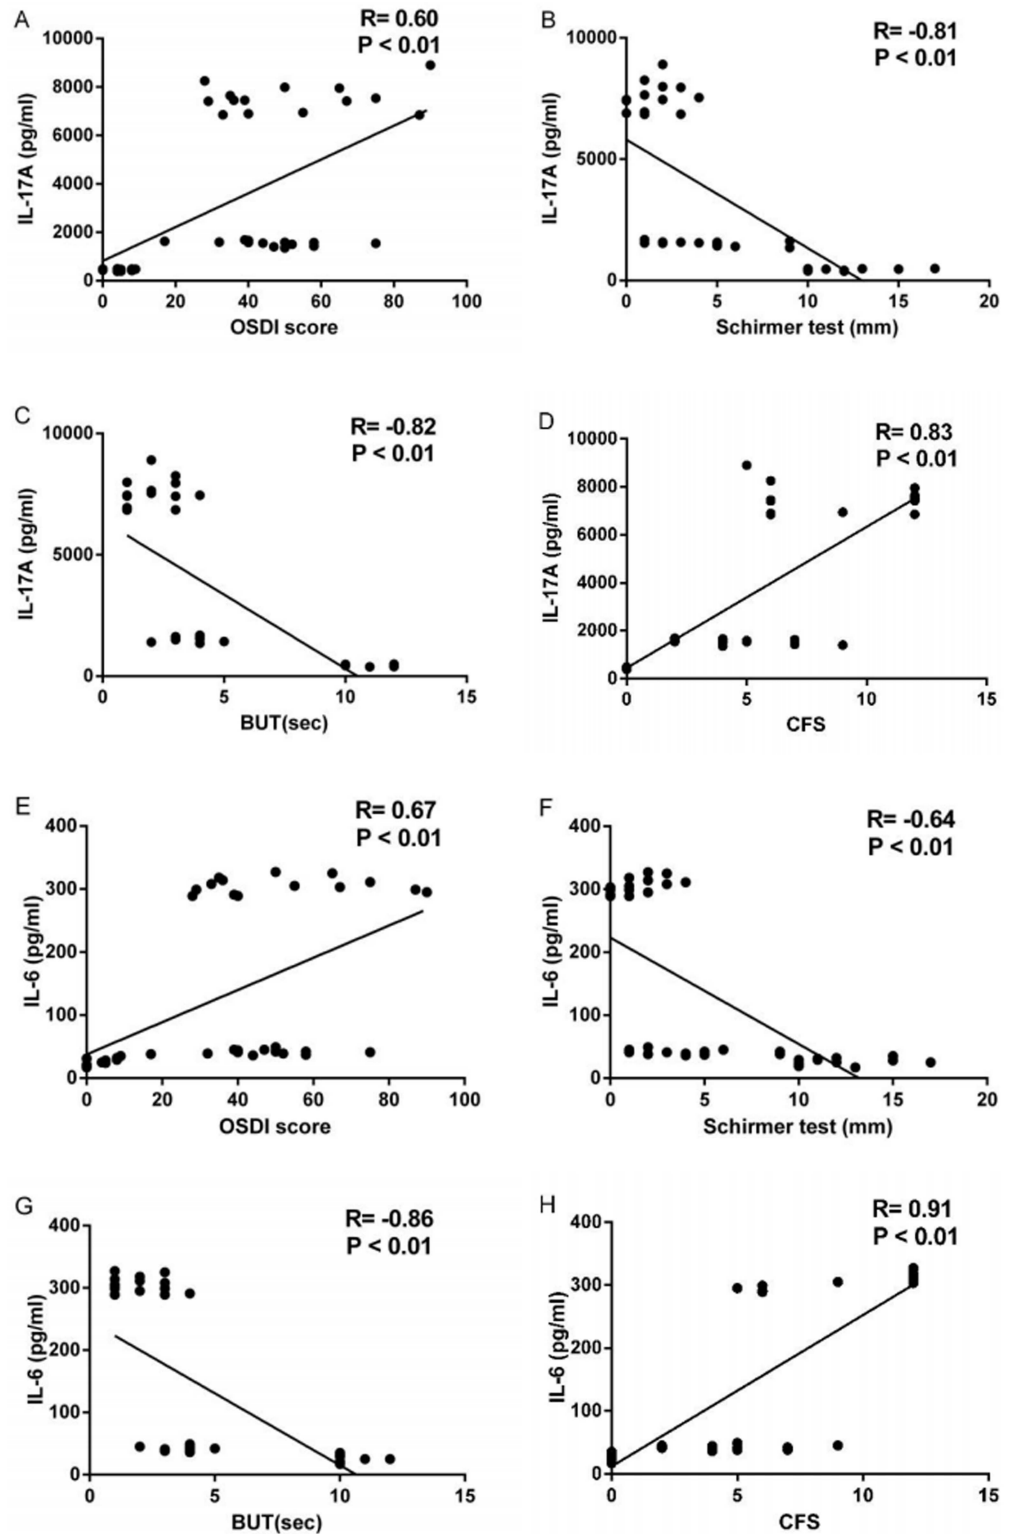 A
R= 0.60
P < 0.01
10000
8000
6000
4000
2000
0
IL-17A (pg/ml)
0 20 40 60 80 100
OSDI score
B
R= -0.81
P < 0.01
10000
5000
0
IL-17A (pg/ml)
0 5 10 15 20
Schirmer test (mm)
C
R= -0.82
P < 0.01
10000
5000
0
IL-17A (pg/ml)
0 5 10 15
BUT(sec)
D
R= 0.83
P < 0.01
10000
8000
6000
4000
2000
0
IL-17A (pg/ml)
0 5 10 15
CFS
E
R= 0.67
P < 0.01
400
300
200
100
0
IL-6 (pg/ml)
0 20 40 60 80 100
OSDI score
F
R= -0.64
P < 0.01
400
300
200
100
0
IL-6 (pg/ml)
0 5 10 15 20
Schirmer test (mm)
G
R= -0.86
P < 0.01
400
300
200
100
0
IL-6 (pg/ml)
0 5 10 15
BUT(sec)
H
R= 0.91
P < 0.01
400
300
200
100
0
IL-6 (pg/ml)
0 5 10 15
CFS